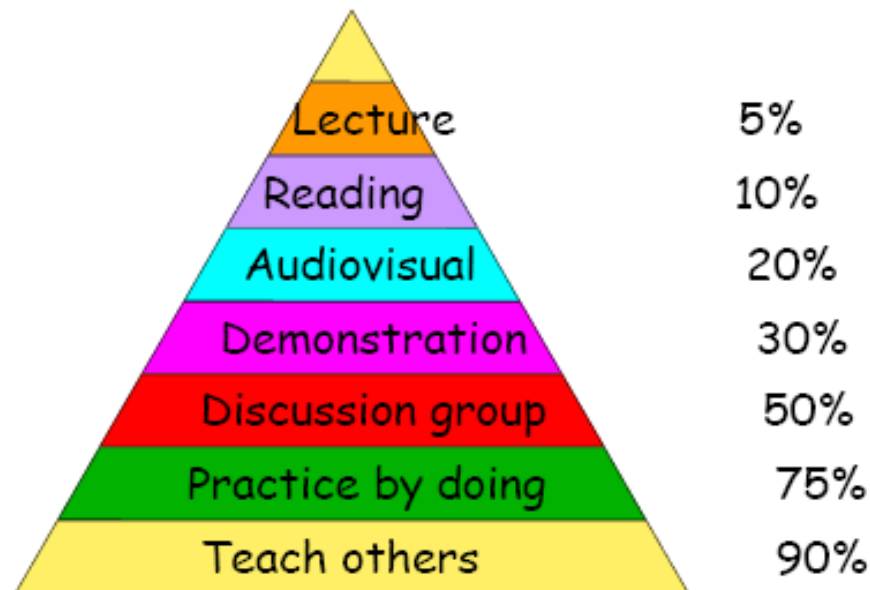 Lecture 5%
Reading 10%
Audiovisual 20%
Demonstration 30%
Discussion group 50%
Practice by doing 75%
Teach others 90%